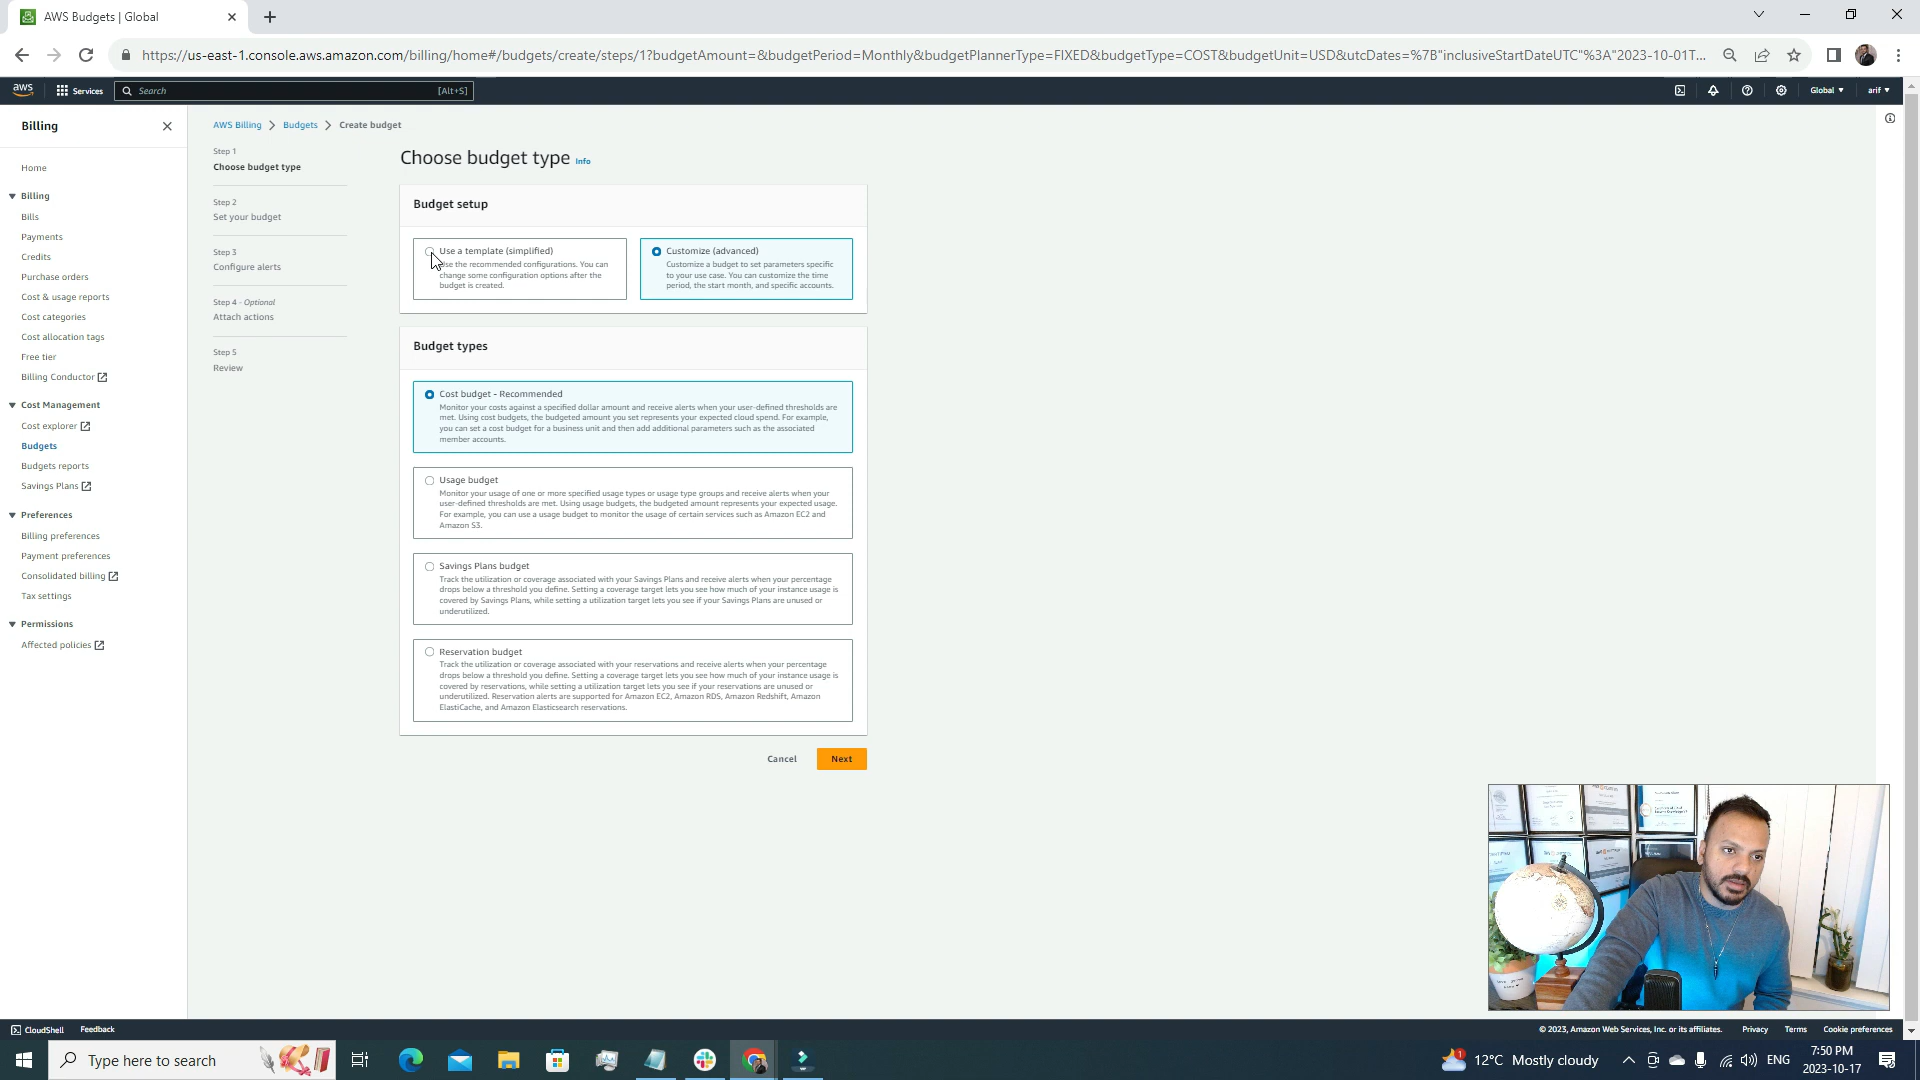 AWS Budgets | Global
https://us-east-1.console.aws.amazon.com/billing/home#/budgets/create/steps/1?budgetAmount=&budgetPeriod=Monthly&budgetPlannerType=FIXED&budgetType=COST&budgetUnit=USD&utcDates=%7B"inclusiveStartDateUTC"%3A"2023-10-01T...
aws
Services
Search
[Alt+S]
Global
arif
Billing
Home
Billing
Bills
Payments
Credits
Purchase orders
Cost & usage reports
Cost categories
Cost allocation tags
Free tier
Billing Conductor
Cost Management
Cost explorer
Budgets
Budgets reports
Savings Plans
Preferences
Billing preferences
Payment preferences
Consolidated billing
Tax settings
Permissions
Affected policies
AWS Billing
Budgets
Create budget
Step 1
Choose budget type
Step 2
Set your budget
Step 3
Configure alerts
Step 4 - Optional
Attach actions
Step 5
Review
Choose budget type Info
Budget setup
Use a template (simplified)
the recommended configurations. You can
change some configuration options after the
budget is created.
Customize (advanced)
Customize a budget to set parameters specific
to your use case. You can customize the time
period, the start month, and specific accounts.
Budget types
Cost budget - Recommended
Monitor your costs against a specified dollar amount and receive alerts when your user-defined thresholds are
met. Using cost budgets, the budgeted amount you set represents your expected cloud spend. For example,
you can set a cost budget for a business unit and then add additional parameters such as the associated
member accounts.
Usage budget
Monitor your usage of one or more specified usage types or usage type groups and receive alerts when your
user-defined thresholds are met. Using usage budgets, the budgeted amount represents your expected usage.
For example, you can use a usage budget to monitor the usage of certain services such as Amazon EC2 and
Amazon S3.
Savings Plans budget
Track the utilization or coverage associated with your Savings Plans and receive alerts when your percentage
drops below a threshold you define. Setting a coverage target lets you see how much of your instance usage is
covered by Savings Plans, while setting a utilization target lets you see if your Savings Plans are unused or
underutilized.
Reservation budget
Track the utilization or coverage associated with your reservations and receive alerts when your percentage
drops below a threshold you define. Setting a coverage target lets you see how much of your instance usage is
covered by reservations, while setting a utilization target lets you see if your reservations are unused or
underutilized. Reservation alerts are supported for Amazon EC2, Amazon RDS, Amazon Redshift, Amazon
ElastiCache, and Amazon Elasticsearch reservations.
Cancel
Next
CloudShell
Feedback
© 2023, Amazon Web Services, Inc. or its affiliates.
Privacy
Terms
Cookie preferences
Type here to search
1
12°C Mostly cloudy
ENG
7:50 PM
2023-10-17